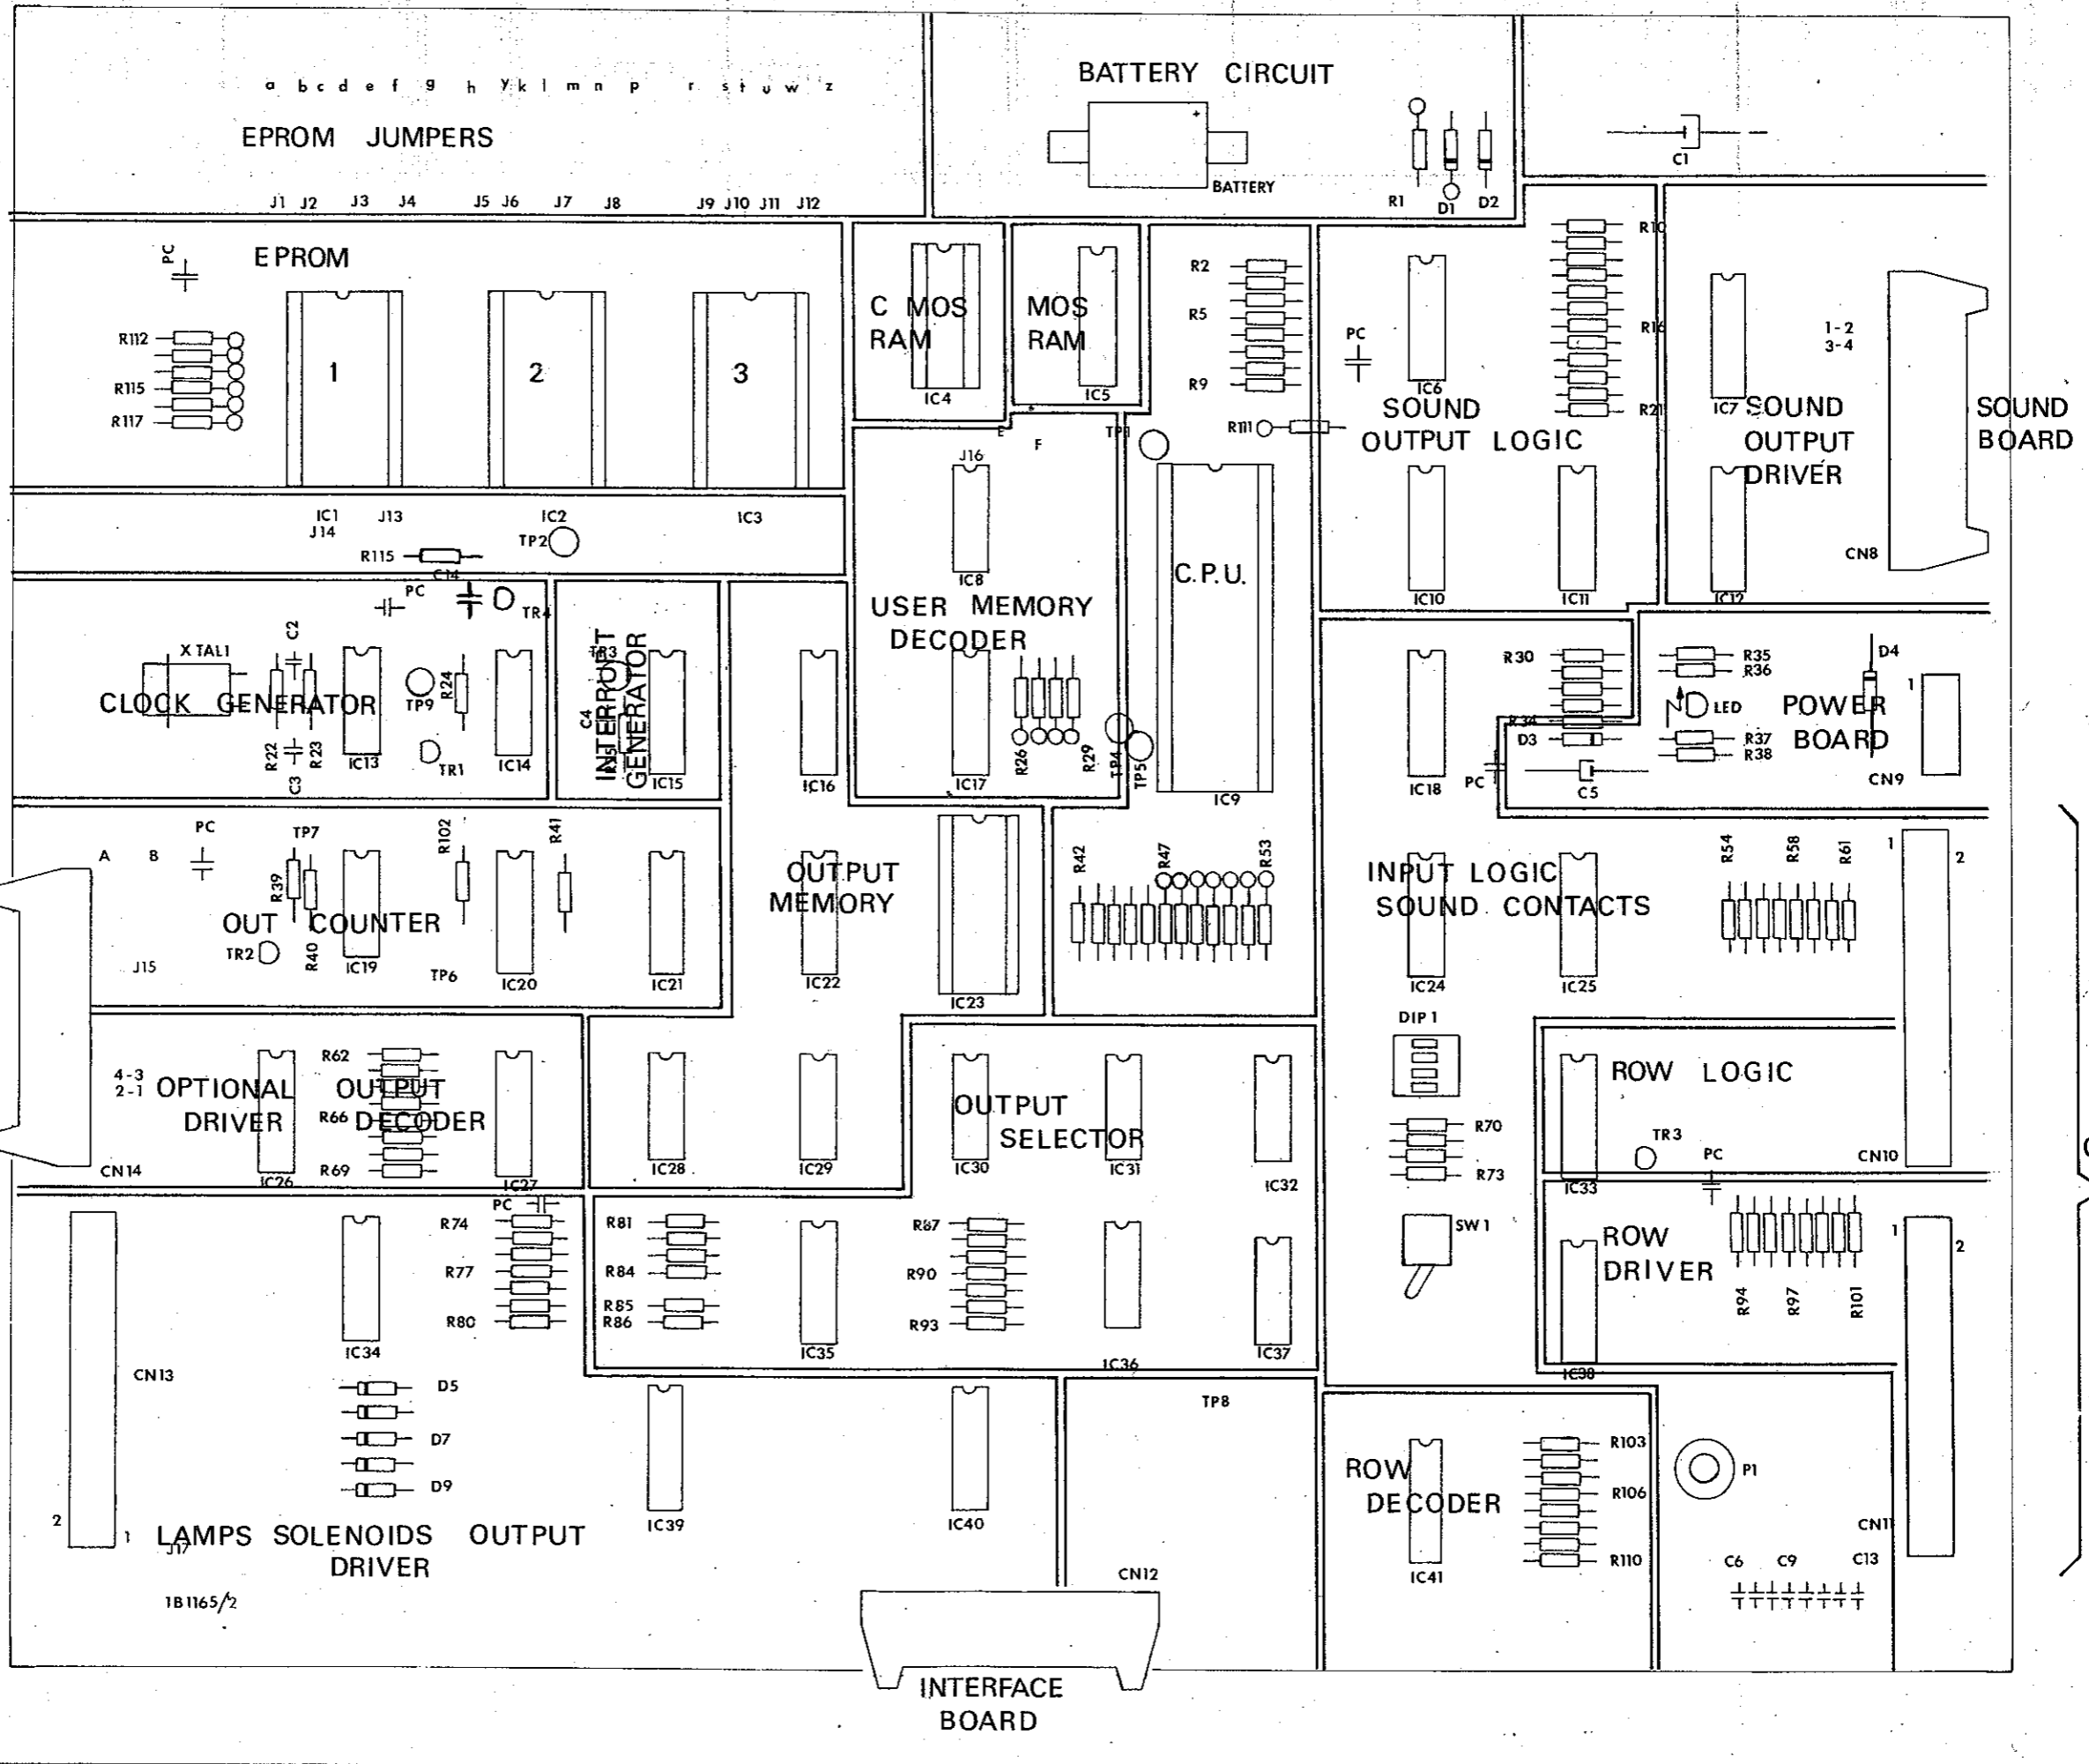 BATTERY CIRCUIT
a b c d e f g h y k l m n p r s t u w z
EPROM JUMPERS
+
C1
BATTERY
J1 J2 J3 J4 J5 J6 J7 J8 J9 J10 J11 J12
R1 D1 D2
PC
EPROM
R112
R115
R117
1
2
3
C MOS
RAM
IC4
MOS
RAM
IC5
R2
R5
R9
PC
IC6
SOUND
OUTPUT LOGIC
R10
R16
R21
IC7
1-2
3-4
SOUND
OUTPUT
DRIVER
SOUND
BOARD
R111
E F
TP1
J16
IC8
USER MEMORY
DECODER
C.P.U.
IC10
IC11
IC12
CN8
IC1 J13 IC2 IC3
J14
TP2
R115
C14
PC
TR4
XTAL1
C2
CLOCK GENERATOR
R22
C3
R23
IC13
TP9
R24
TR1
IC14
TR3
C4
R25
INTERRUPT
GENERATOR
IC15
IC16
IC17
R26
R29
TP4
TP5
IC9
IC18
R30
R34
D3
PC
C5
R35
R36
LED
R37
R38
POWER
BOARD
D4
1
CN9
A B
PC
TP7
R39
R40
OUT COUNTER
TR2
J15
IC19
R102
TP6
R41
IC20
IC21
OUTPUT
MEMORY
IC22
IC23
R42
R47
R53
INPUT LOGIC
SOUND CONTACTS
IC24
IC25
R54
R58
R61
1
2
4-3
2-1
OPTIONAL
DRIVER
CN14
IC26
R62
R66
R69
OUTPUT
DECODER
IC27
IC28
IC29
OUTPUT
SELECTOR
IC30
IC31
IC32
DIP 1
R70
R73
SW 1
ROW LOGIC
TR3
PC
IC33
CN10
PC
R74
R77
R80
IC34
R81
R84
R85
R86
IC35
R87
R90
R93
IC36
IC37
ROW
DRIVER
IC38
R94
R97
R101
1
2
CN13
D5
D7
D9
2
1
LAMPS SOLENOIDS OUTPUT
DRIVER
J17
1B1165/2
IC39
IC40
TP8
CN12
ROW
DECODER
IC41
R103
R106
R110
P1
CN11
C6 C9 C13
INTERFACE
BOARD